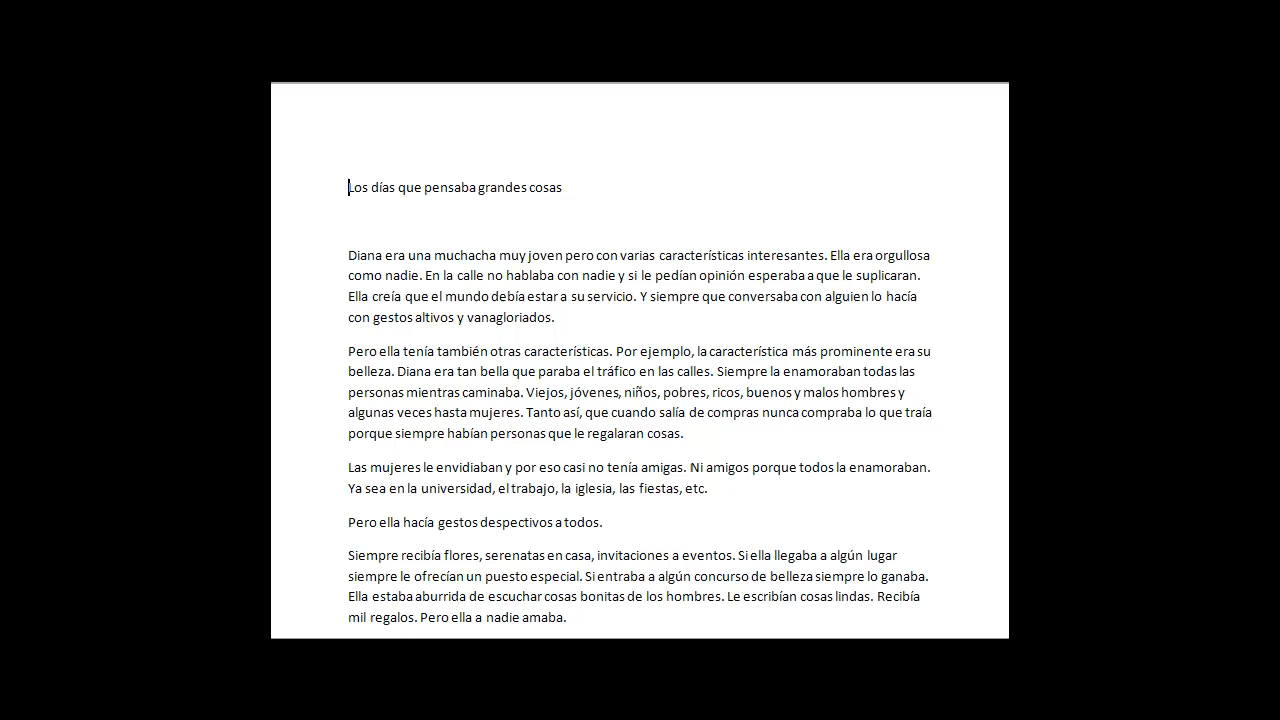 Los días que pensaba grandes cosas
Diana era una muchacha muy joven pero con varias características interesantes. Ella era orgullosa
como nadie. En la calle no hablaba con nadie y si le pedían opinión esperaba a que le suplicaran.
Ella creía que el mundo debía estar a su servicio. Y siempre que conversaba con alguien lo hacía
con gestos altivos y vanagloriados.
Pero ella tenía también otras características. Por ejemplo, la característica más prominente era su
belleza. Diana era tan bella que paraba el tráfico en las calles. Siempre la enamoraban todas las
personas mientras caminaba. Viejos, jóvenes, niños, pobres, ricos, buenos y malos hombres y
algunas veces hasta mujeres. Tanto así, que cuando salía de compras nunca compraba lo que traía
porque siempre habían personas que le regalaran cosas.
Las mujeres le envidiaban y por eso casi no tenía amigas. Ni amigos porque todos la enamoraban.
Ya sea en la universidad, el trabajo, la iglesia, las fiestas, etc.
Pero ella hacía gestos despectivos a todos.
Siempre recibía flores, serenatas en casa, invitaciones a eventos. Si ella llegaba a algún lugar
siempre le ofrecían un puesto especial. Si entraba a algún concurso de belleza siempre lo ganaba.
Ella estaba aburrida de escuchar cosas bonitas de los hombres. Le escribían cosas lindas. Recibía
mil regalos. Pero ella a nadie amaba.